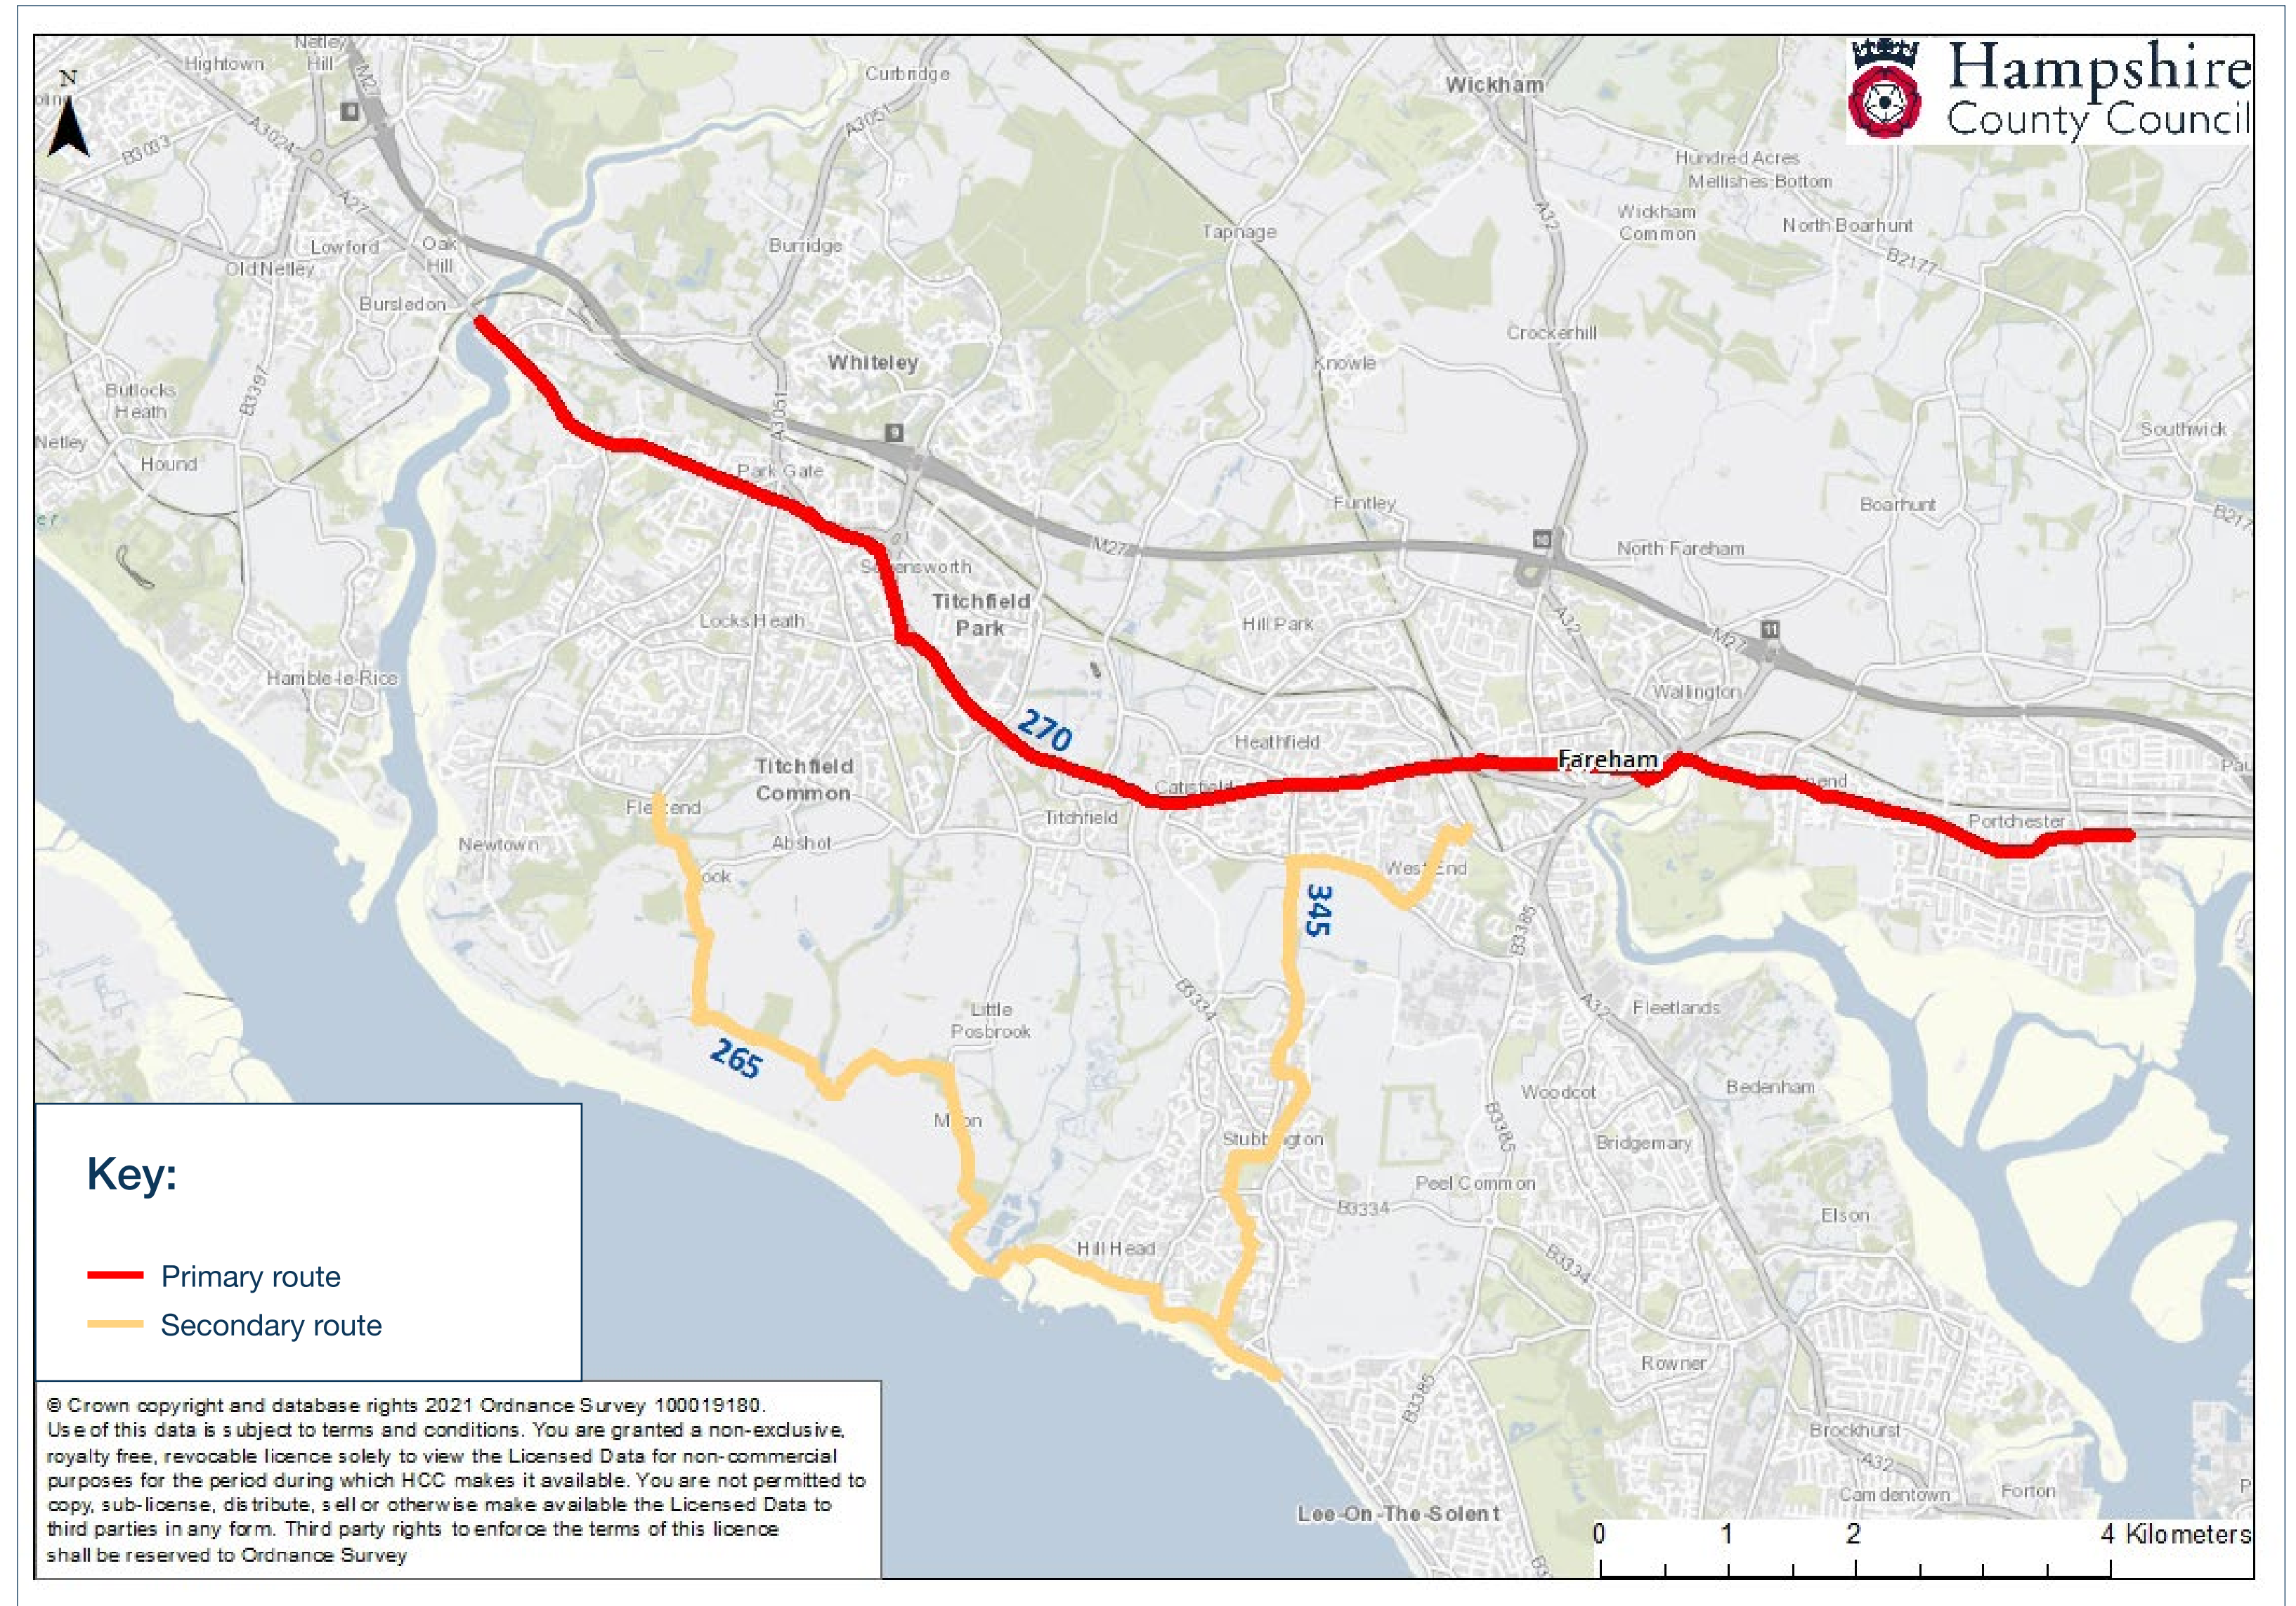 Hampshire
County Council
N
Netley
Hill
Hightown
M27
8
Curbridge
Wickham
A3051
A3024
B3033
Hundred Acres
Mellishes Bottom
A27
A32
Wickham
Common
North Boarhunt
B2177
Tapnage
Burridge
Lowford
Oak
Hill
Old Netley
Bursledon
Crockerhill
Knowle
Whiteley
Butlocks
Heath
B3397
A3051
9
Netley
Hound
Park Gate
Southwick
Funtley
Boarhunt
M27
10
North Fareham
Titchfield
Park
Locks Heath
Hill Park
A32
M27
11
Hamble-le-Rice
Wallington
270
Heathfield
Fareham
Titchfield
Common
Catisfield
Titchfield
Portchester
Newtown
Abshot
West End
345
B3385
Little
Posbrook
B3334
A32
Fleetlands
265
Woodcot
Bedenham
B3385
Stubbington
Bridgemary
Peel Common
B3334
Elson
Hill Head
B3334
Rowner
B3385
Brockhurst
A32
Camdentown
Forton
Lee-On-The-Solent
Key:
Primary route
Secondary route
© Crown copyright and database rights 2021 Ordnance Survey 100019180.
Use of this data is subject to terms and conditions. You are granted a non-exclusive,
royalty free, revocable licence solely to view the Licensed Data for non-commercial
purposes for the period during which HCC makes it available. You are not permitted to
copy, sub-license, distribute, sell or otherwise make available the Licensed Data to
third parties in any form. Third party rights to enforce the terms of this licence
shall be reserved to Ordnance Survey
0 1 2 4 Kilometers